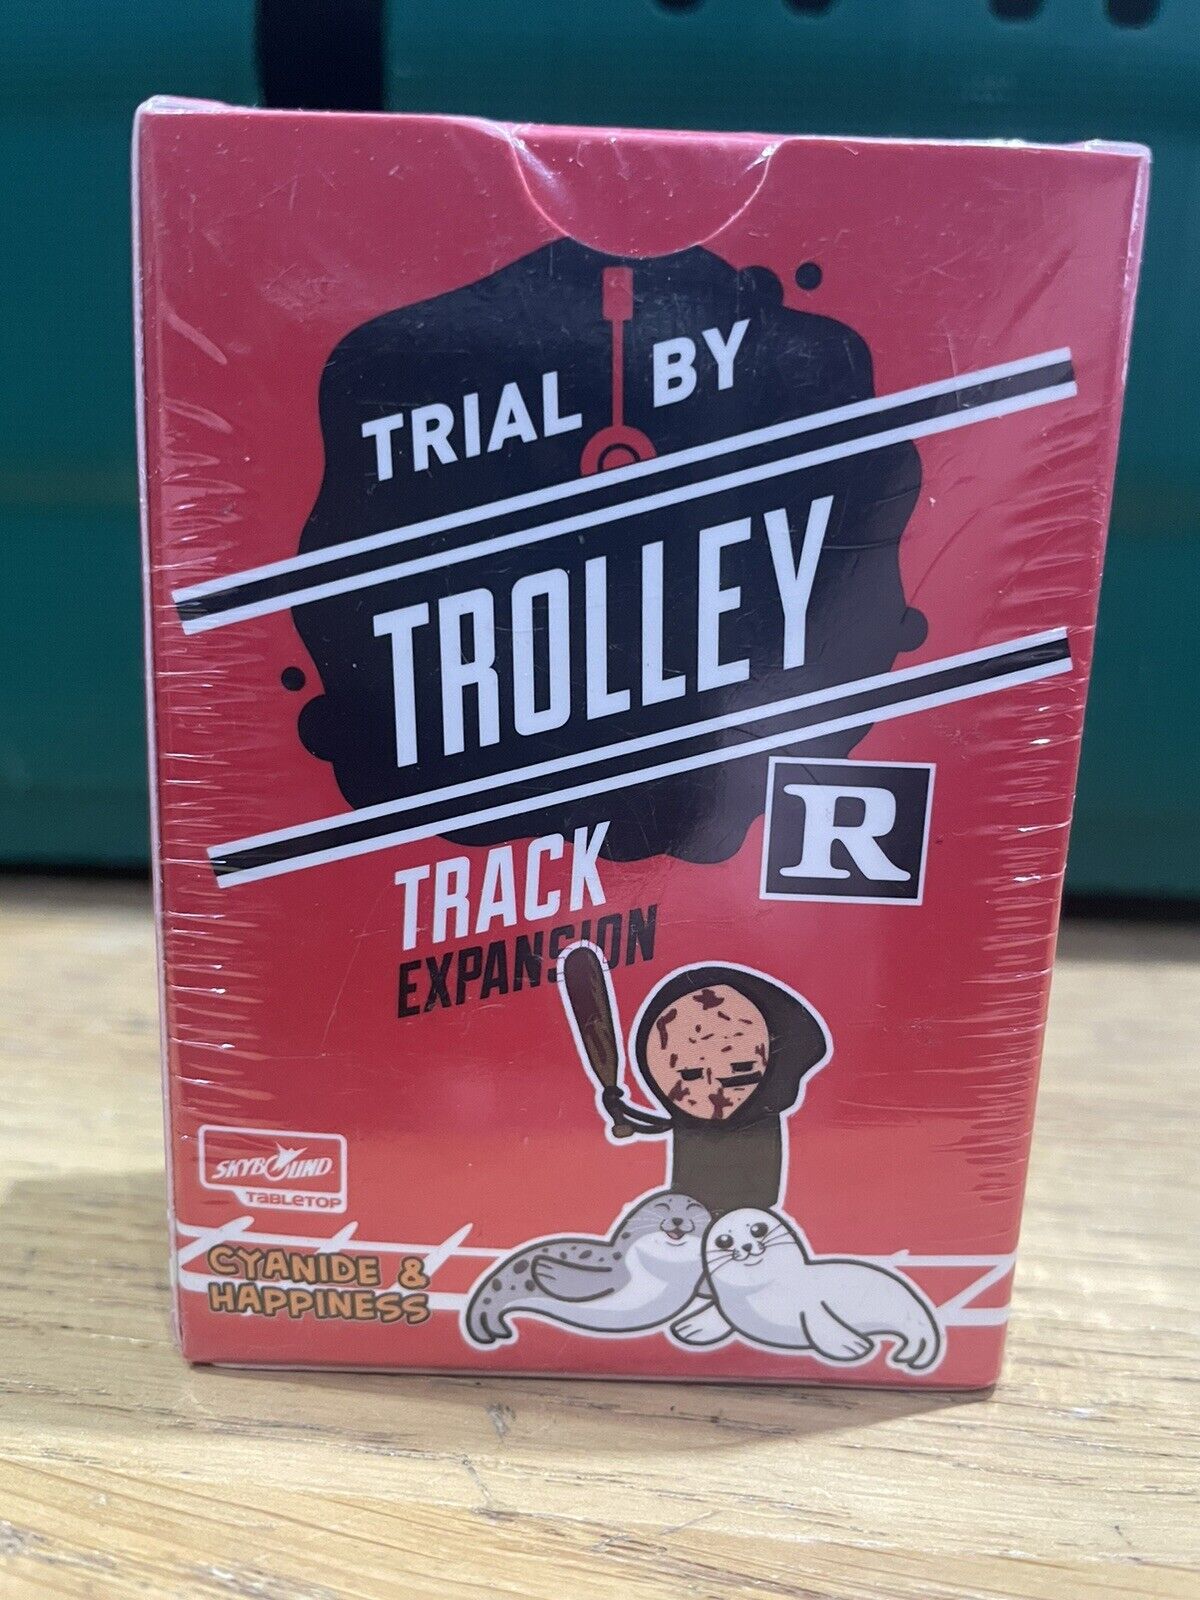 TRIAL BY
TROLLEY
R
TRACK
EXPANSION
SKYBOUND
TABLETOP
CYANIDE &
HAPPINESS